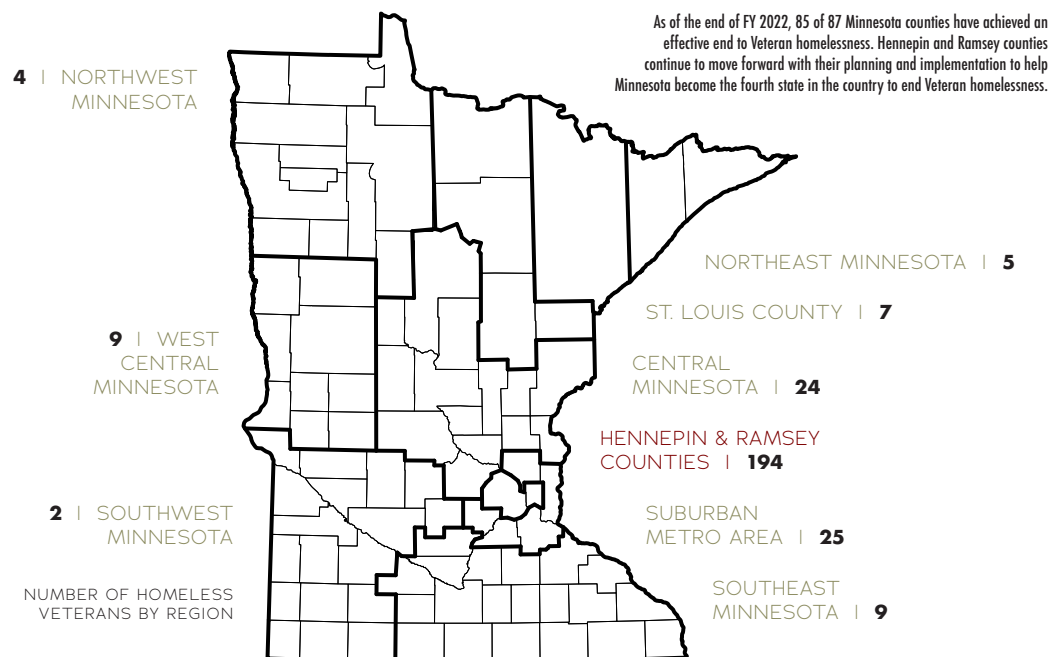 As of the end of FY 2022, 85 of 87 Minnesota counties have achieved an
effective end to Veteran homelessness. Hennepin and Ramsey counties
continue to move forward with their planning and implementation to help
Minnesota become the fourth state in the country to end Veteran homelessness.
4 | NORTHWEST
MINNESOTA
NORTHEAST MINNESOTA | 5
ST. LOUIS COUNTY | 7
9 | WEST
CENTRAL
MINNESOTA
CENTRAL
MINNESOTA | 24
HENNEPIN & RAMSEY
COUNTIES | 194
2 | SOUTHWEST
MINNESOTA
SUBURBAN
METRO AREA | 25
NUMBER OF HOMELESS
VETERANS BY REGION
SOUTHEAST
MINNESOTA | 9